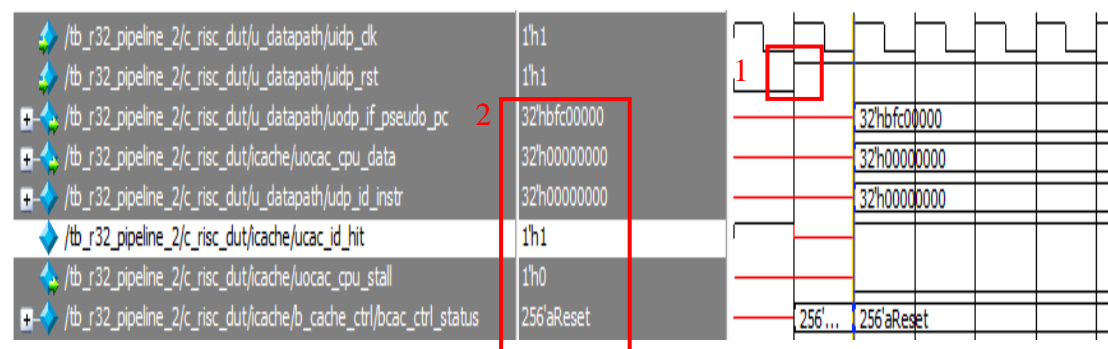 /tb_r32_pipeline_2/c_risc_dut/u_datapath/uidp_clk 1'h1
/tb_r32_pipeline_2/c_risc_dut/u_datapath/uidp_rst 1'h1 1
/tb_r32_pipeline_2/c_risc_dut/u_datapath/uodp_if_pseudo_pc 2 32'hbfc00000 32'hbfc00000
/tb_r32_pipeline_2/c_risc_dut/icache/uocac_cpu_data 32'h00000000 32'h00000000
/tb_r32_pipeline_2/c_risc_dut/u_datapath/udp_id_instr 32'h00000000 32'h00000000
/tb_r32_pipeline_2/c_risc_dut/icache/ucac_id_hit 1'h1
/tb_r32_pipeline_2/c_risc_dut/icache/uocac_cpu_stall 1'h0
/tb_r32_pipeline_2/c_risc_dut/icache/b_cache_ctrl/bcac_ctrl_status 256'aReset 256'... 256'aReset